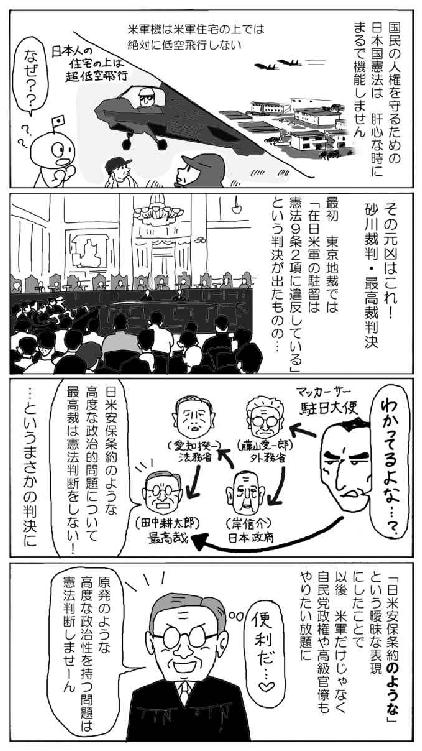 国民の人権を守るための
日本国憲法は 肝心な時に
まるで機能しません
米軍機は米軍住宅の上では
絶対に低空飛行しない
日本人の
住宅の上は
超低空飛行
なぜ??
その元凶はこれ!
砂川裁判・最高裁判決
最初 東京地裁では
「在日米軍の駐留は
憲法9条2項に違反している」
という判決が出たものの…
わかってるよな…?
マッカーサー
駐日大使
(藤山愛一郎)
外務省
(愛知揆一)
法務省
(岸信介)
日本政府
(田中耕太郎)
最高裁
日米安保条約のような
高度な政治的問題について
最高裁は憲法判断をしない!
…というまさかの判決に
「日米安保条約のような」
という曖昧な表現
にしたことで
以後 米軍だけじゃなく
自民党政権や高級官僚も
やりたい放題に
便利だ…♡
原発のような
高度な政治性を持つ問題は
憲法判断しませーん